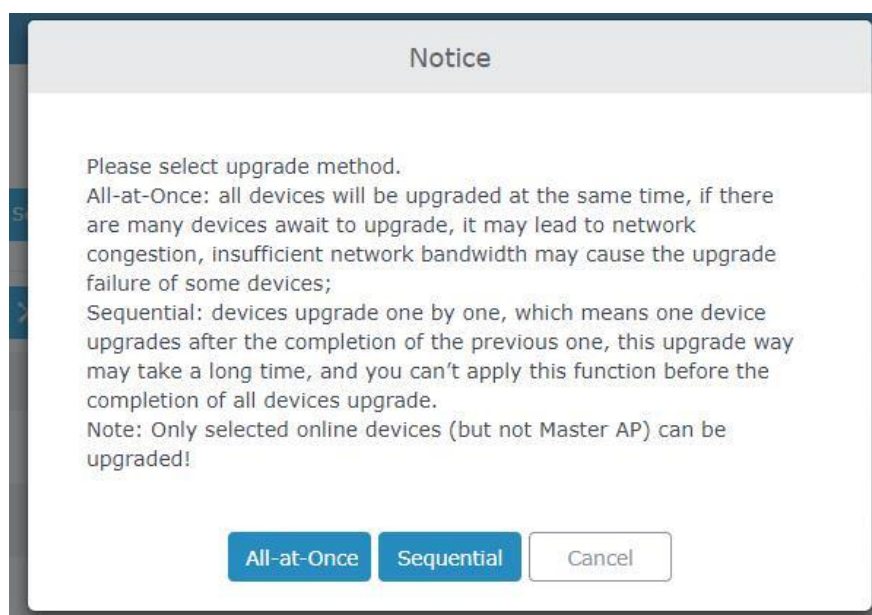 Notice
Please select upgrade method.
All-at-Once: all devices will be upgraded at the same time, if there
are many devices await to upgrade, it may lead to network
congestion, insufficient network bandwidth may cause the upgrade
failure of some devices;
Sequential: devices upgrade one by one, which means one device
upgrades after the completion of the previous one, this upgrade way
may take a long time, and you can’t apply this function before the
completion of all devices upgrade.
Note: Only selected online devices (but not Master AP) can be
upgraded!
All-at-Once Sequential Cancel